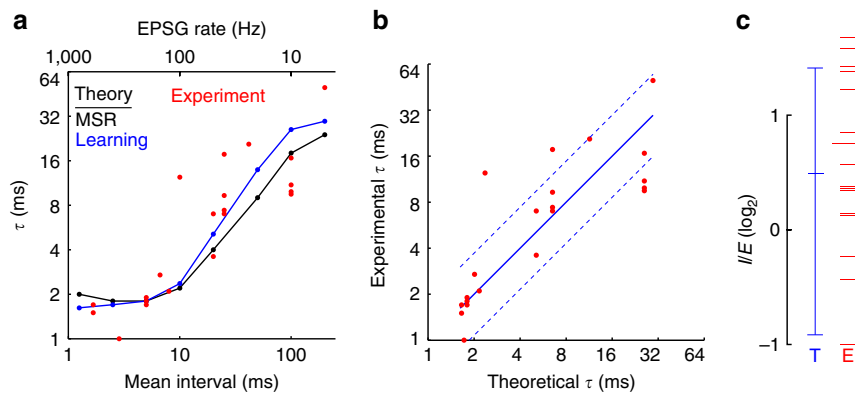 a
EPSG rate (Hz)
1,000 100 10
64
32
16
8
4
2
1
τ (ms)
Theory
MSR
Learning
Experiment
1 10 100
Mean interval (ms)
b
64
32
16
8
4
2
1
Experimental τ (ms)
1 2 4 8 16 32 64
Theoretical τ (ms)
c
1
0
–1
I/E (log2)
T E